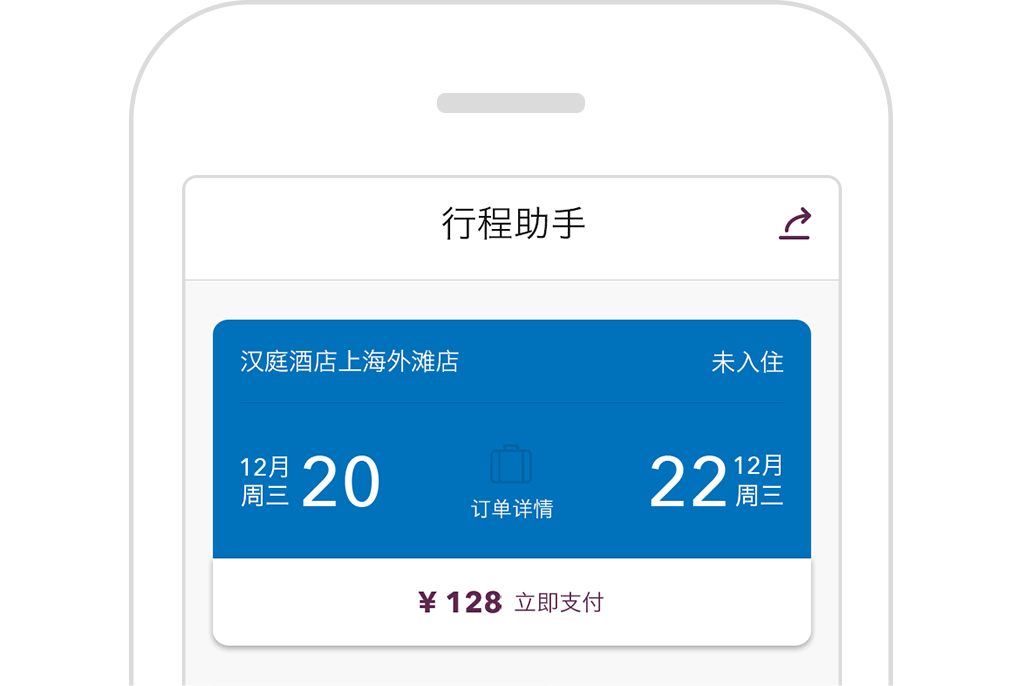 行程助手
汉庭酒店上海外滩店 未入住
12月 周三 20
订单详情
22 12月 周三
¥ 128 立即支付